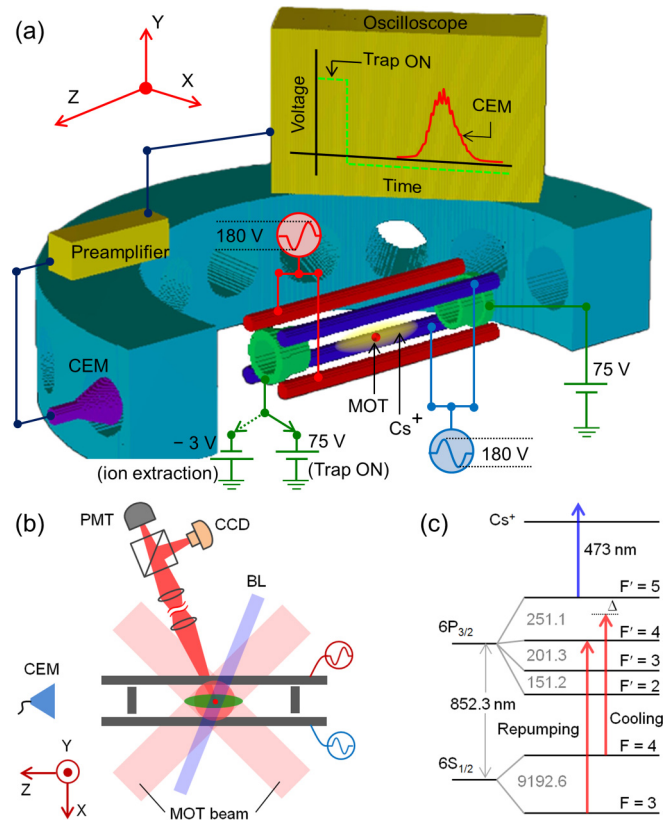 (a)
Oscilloscope
Y
X
Z
Trap ON
CEM
Voltage
Time
180 V
Preamplifier
CEM
MOT
Cs+
75 V
− 3 V
(ion extraction)
75 V
(Trap ON)
180 V
(b)
PMT
CCD
BL
CEM
Y
Z
X
MOT beam
(c)
Cs+
473 nm
F' = 5
Δ
251.1
6P3/2
F' = 4
201.3
F' = 3
151.2
F' = 2
852.3 nm
Repumping
Cooling
F = 4
6S1/2
9192.6
F = 3